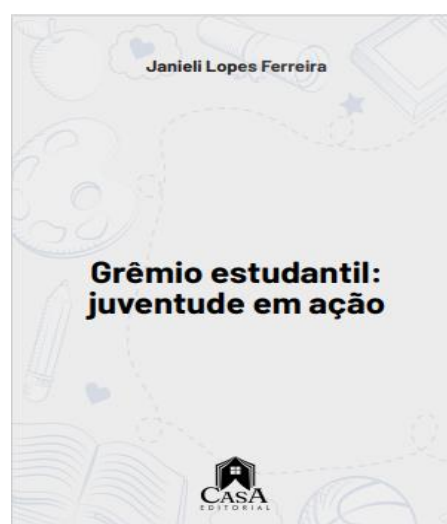 Janieli Lopes Ferreira
Grêmio estudantil:
juventude em ação
CASA
EDITORIAL